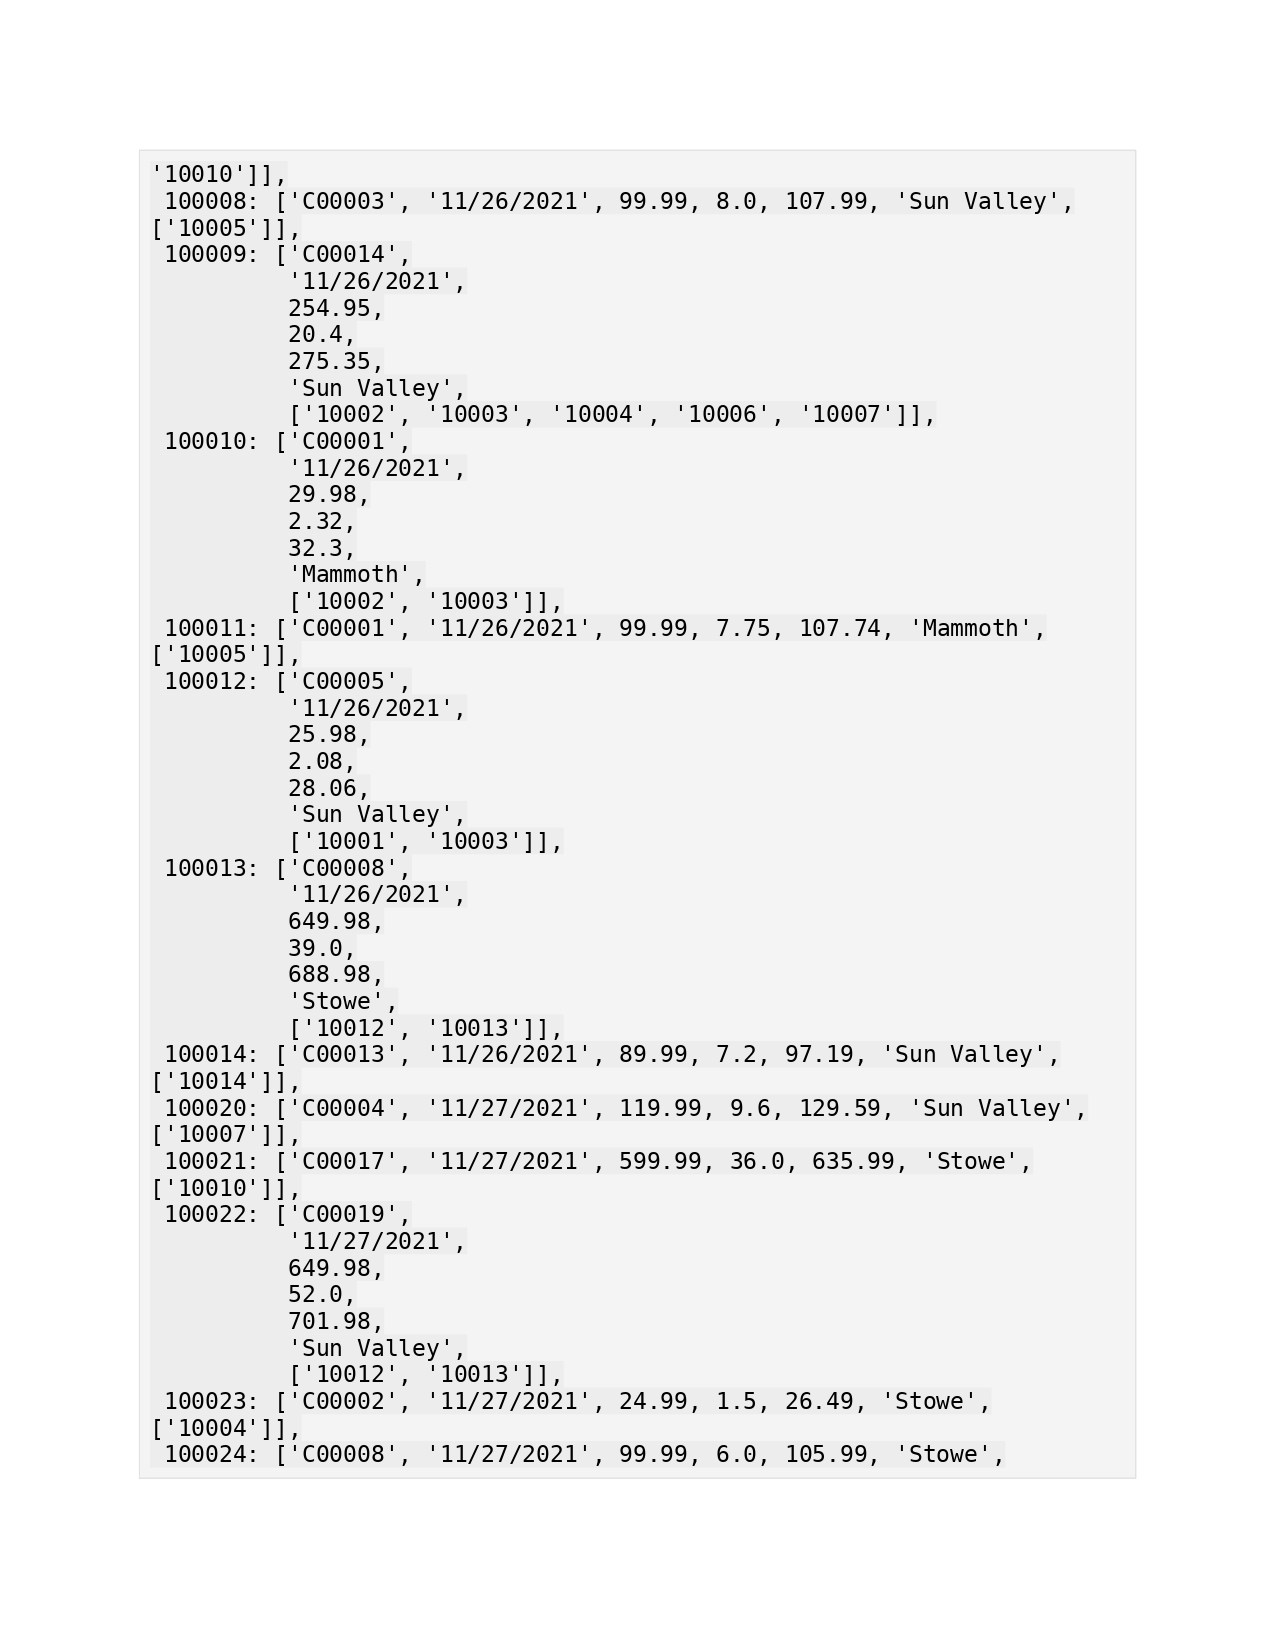 '10010']],
 100008: ['C00003', '11/26/2021', 99.99, 8.0, 107.99, 'Sun Valley',
['10005']],
 100009: ['C00014',
          '11/26/2021',
          254.95,
          20.4,
          275.35,
          'Sun Valley',
          ['10002', '10003', '10004', '10006', '10007']],
 100010: ['C00001',
          '11/26/2021',
          29.98,
          2.32,
          32.3,
          'Mammoth',
          ['10002', '10003']],
 100011: ['C00001', '11/26/2021', 99.99, 7.75, 107.74, 'Mammoth',
['10005']],
 100012: ['C00005',
          '11/26/2021',
          25.98,
          2.08,
          28.06,
          'Sun Valley',
          ['10001', '10003']],
 100013: ['C00008',
          '11/26/2021',
          649.98,
          39.0,
          688.98,
          'Stowe',
          ['10012', '10013']],
 100014: ['C00013', '11/26/2021', 89.99, 7.2, 97.19, 'Sun Valley',
['10014']],
 100020: ['C00004', '11/27/2021', 119.99, 9.6, 129.59, 'Sun Valley',
['10007']],
 100021: ['C00017', '11/27/2021', 599.99, 36.0, 635.99, 'Stowe',
['10010']],
 100022: ['C00019',
          '11/27/2021',
          649.98,
          52.0,
          701.98,
          'Sun Valley',
          ['10012', '10013']],
 100023: ['C00002', '11/27/2021', 24.99, 1.5, 26.49, 'Stowe',
['10004']],
 100024: ['C00008', '11/27/2021', 99.99, 6.0, 105.99, 'Stowe',